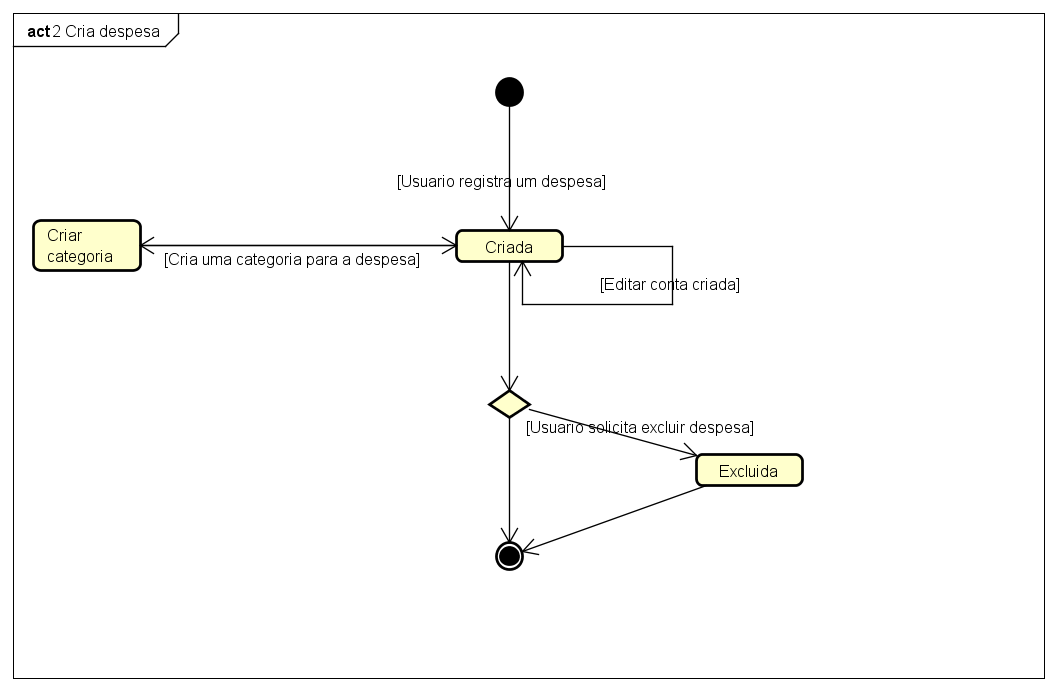 act 2 Cria despesa
[Usuario registra um despesa]
Criar
categoria
Criada
[Cria uma categoria para a despesa]
[Editar conta criada]
[Usuario solicita excluir despesa]
Excluida